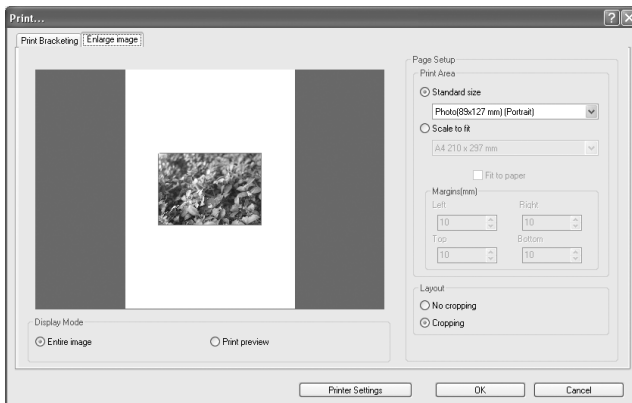 Print...
Print Bracketing
Enlarge image
Page Setup
Print Area
Standard size
Photo(89x127 mm) (Portrait)
Scale to fit
A4 210 x 297 mm
Fit to paper
Margins(mm)
Left Right
10 10
Top Bottom
10 10
Layout
No cropping
Cropping
Display Mode
Entire image Print preview
Printer Settings OK Cancel